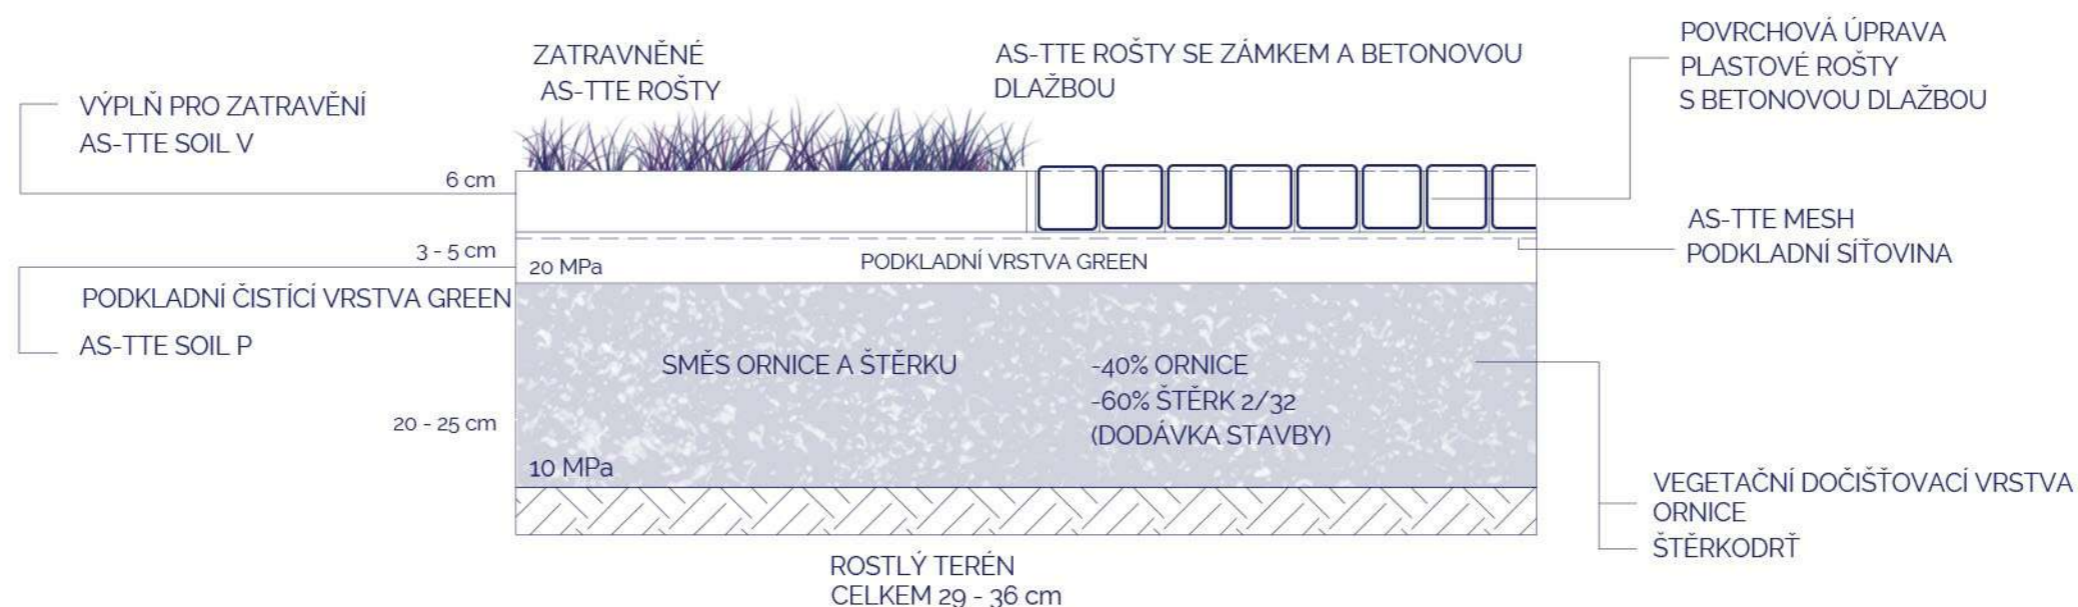 ZATRAVNĚNÉ
AS-TTE ROŠTY
AS-TTE ROŠTY SE ZÁMKEM A BETONOVOU
DLAŽBOU
POVRCHOVÁ ÚPRAVA
PLASTOVÉ ROŠTY
S BETONOVOU DLAŽBOU
VÝPLŇ PRO ZATRAVĚNÍ
AS-TTE SOIL V
6 cm
AS-TTE MESH
PODKLADNÍ SÍŤOVINA
3 - 5 cm
20 MPa
PODKLADNÍ VRSTVA GREEN
PODKLADNÍ ČISTÍCÍ VRSTVA GREEN
AS-TTE SOIL P
SMĚS ORNICE A ŠTĚRKU
-40% ORNICE
-60% ŠTĚRK 2/32
(DODÁVKA STAVBY)
20 - 25 cm
10 MPa
VEGETAČNÍ DOČIŠŤOVACÍ VRSTVA
ORNICE
ŠTĚRKODRŤ
ROSTLÝ TERÉN
CELKEM 29 - 36 cm